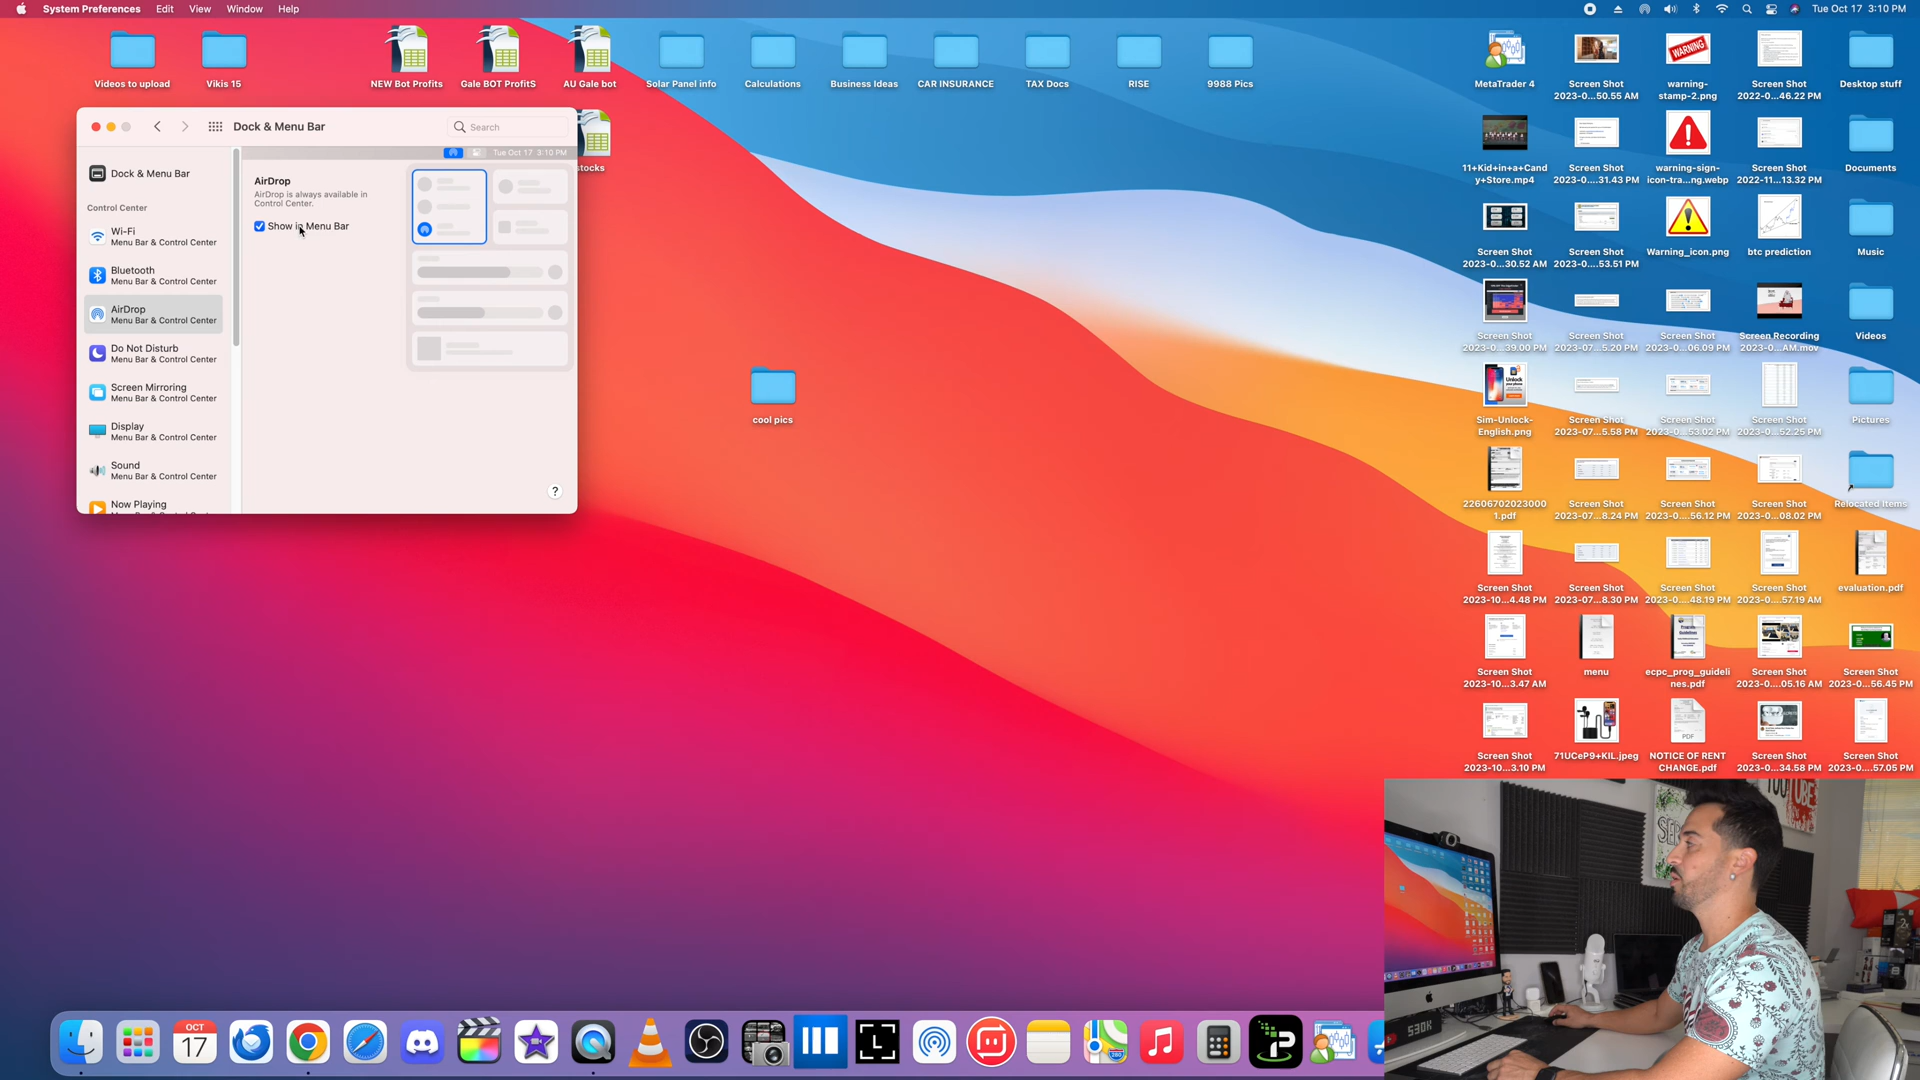 System Preferences Edit View Window Help
Tue Oct 17 3:10 PM
Videos to upload
Vikis 15
NEW Bot Profits
Gale BOT ProfitS
AU Gale bot
Solar Panel info
Calculations
Business Ideas
CAR INSURANCE
TAX Docs
RISE
9988 Pics
MetaTrader 4
Screen Shot
2023-0...50.55 AM
WARNING
warning-
stamp-2.png
Screen Shot
2022-0...46.22 PM
Desktop stuff
Dock & Menu Bar
Search
stocks
Tue Oct 17 3:10 PM
Dock & Menu Bar
Control Center
Wi-Fi
Menu Bar & Control Center
Bluetooth
Menu Bar & Control Center
AirDrop
Menu Bar & Control Center
Do Not Disturb
Menu Bar & Control Center
Screen Mirroring
Menu Bar & Control Center
Display
Menu Bar & Control Center
Sound
Menu Bar & Control Center
Now Playing
AirDrop
AirDrop is always available in
Control Center.
Show in Menu Bar
?
cool pics
11+Kid+in+a+Cand
y+Store.mp4
Screen Shot
2023-0....31.43 PM
warning-sign-
icon-tra...ng.webp
Screen Shot
2022-11...13.32 PM
Documents
Screen Shot
2023-0...30.52 AM
Screen Shot
2023-0....53.51 PM
Warning_icon.png
btc prediction
Music
Screen Shot
2023-0...39.00 PM
Screen Shot
2023-07...5.20 PM
Screen Shot
2023-0...06.09 PM
Screen Recording
2023-0...AM.mov
Videos
Unlock
Sim-Unlock-
English.png
Screen Shot
2023-07...5.58 PM
Screen Shot
2023-0...53.02 PM
Screen Shot
2023-0...52.25 PM
Pictures
22606702023000
1.pdf
Screen Shot
2023-07...8.24 PM
Screen Shot
2023-0....56.12 PM
Screen Shot
2023-0...08.02 PM
Relocated Items
Screen Shot
2023-10...4.48 PM
Screen Shot
2023-07...8.30 PM
Screen Shot
2023-0....48.19 PM
Screen Shot
2023-0....57.19 AM
evaluation.pdf
Screen Shot
2023-10...3.47 AM
menu
ecpc_prog_guideli
nes.pdf
Screen Shot
2023-0....05.16 AM
Screen Shot
2023-0...56.45 PM
Screen Shot
2023-10...3.10 PM
71UCeP9+KIL.jpeg
PDF
NOTICE OF RENT
CHANGE.pdf
Screen Shot
2023-0...34.58 PM
Screen Shot
2023-0....57.05 PM
OCT
17
280
P